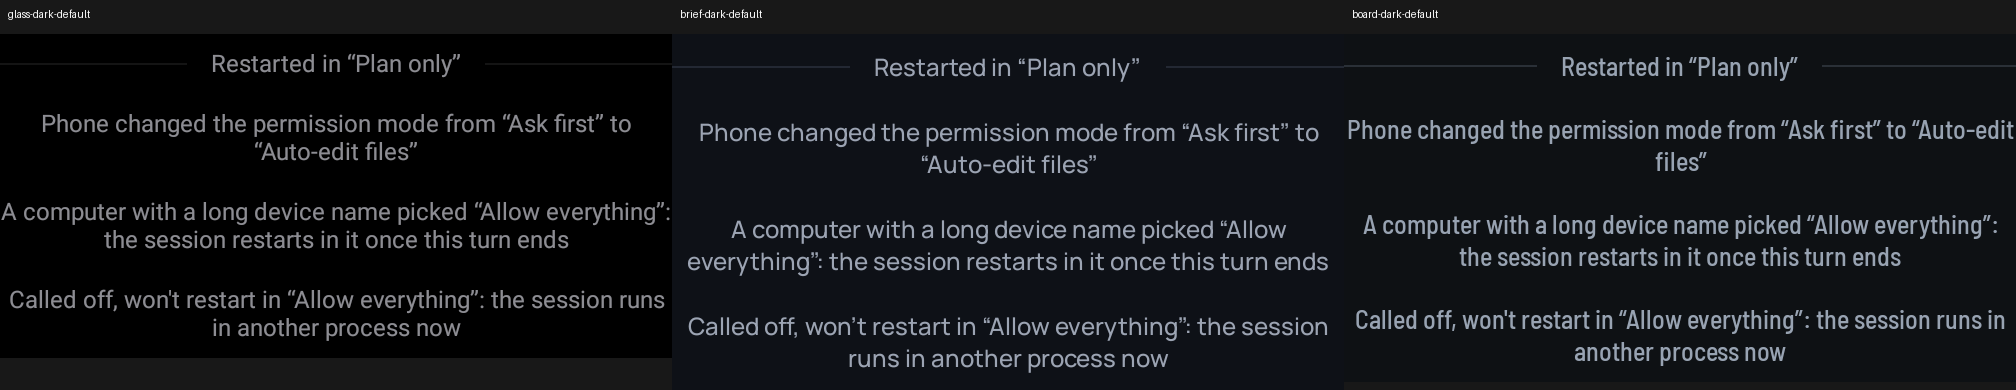 glass-dark-default
Restarted in “Plan only”
Phone changed the permission mode from “Ask first” to
“Auto-edit files”
A computer with a long device name picked “Allow everything”:
the session restarts in it once this turn ends
Called off, won't restart in “Allow everything”: the session runs
in another process now
brief-dark-default
Restarted in “Plan only”
Phone changed the permission mode from “Ask first” to
“Auto-edit files”
A computer with a long device name picked “Allow
everything”: the session restarts in it once this turn ends
Called off, won't restart in “Allow everything”: the session
runs in another process now
board-dark-default
Restarted in “Plan only”
Phone changed the permission mode from “Ask first” to “Auto-edit
files”
A computer with a long device name picked “Allow everything”:
the session restarts in it once this turn ends
Called off, won't restart in “Allow everything”: the session runs in
another process now